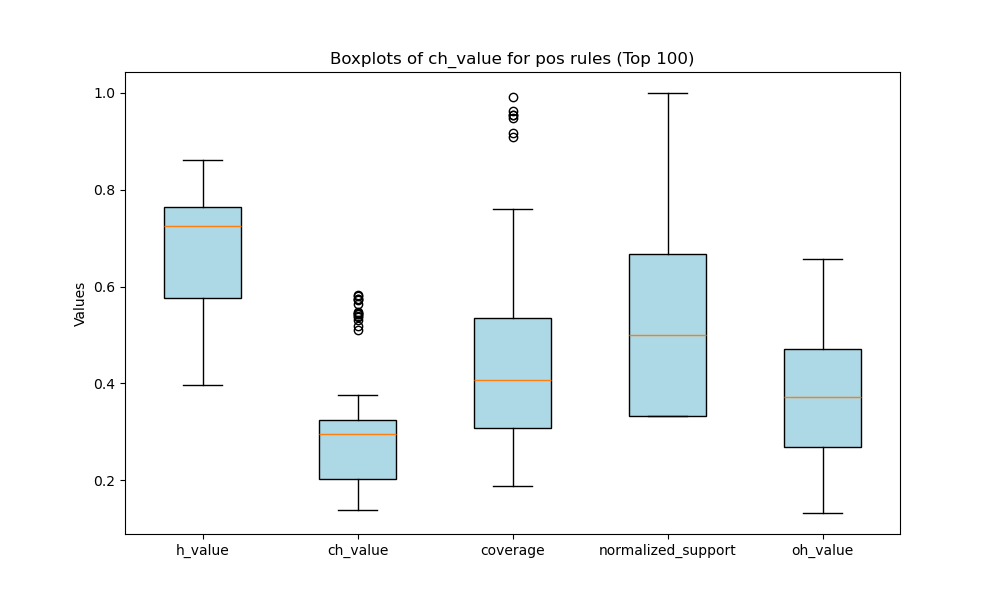 Boxplots of ch_value for pos rules (Top 100)
Values
1.0
0.8
0.6
0.4
0.2
h_value
ch_value
coverage
normalized_support
oh_value